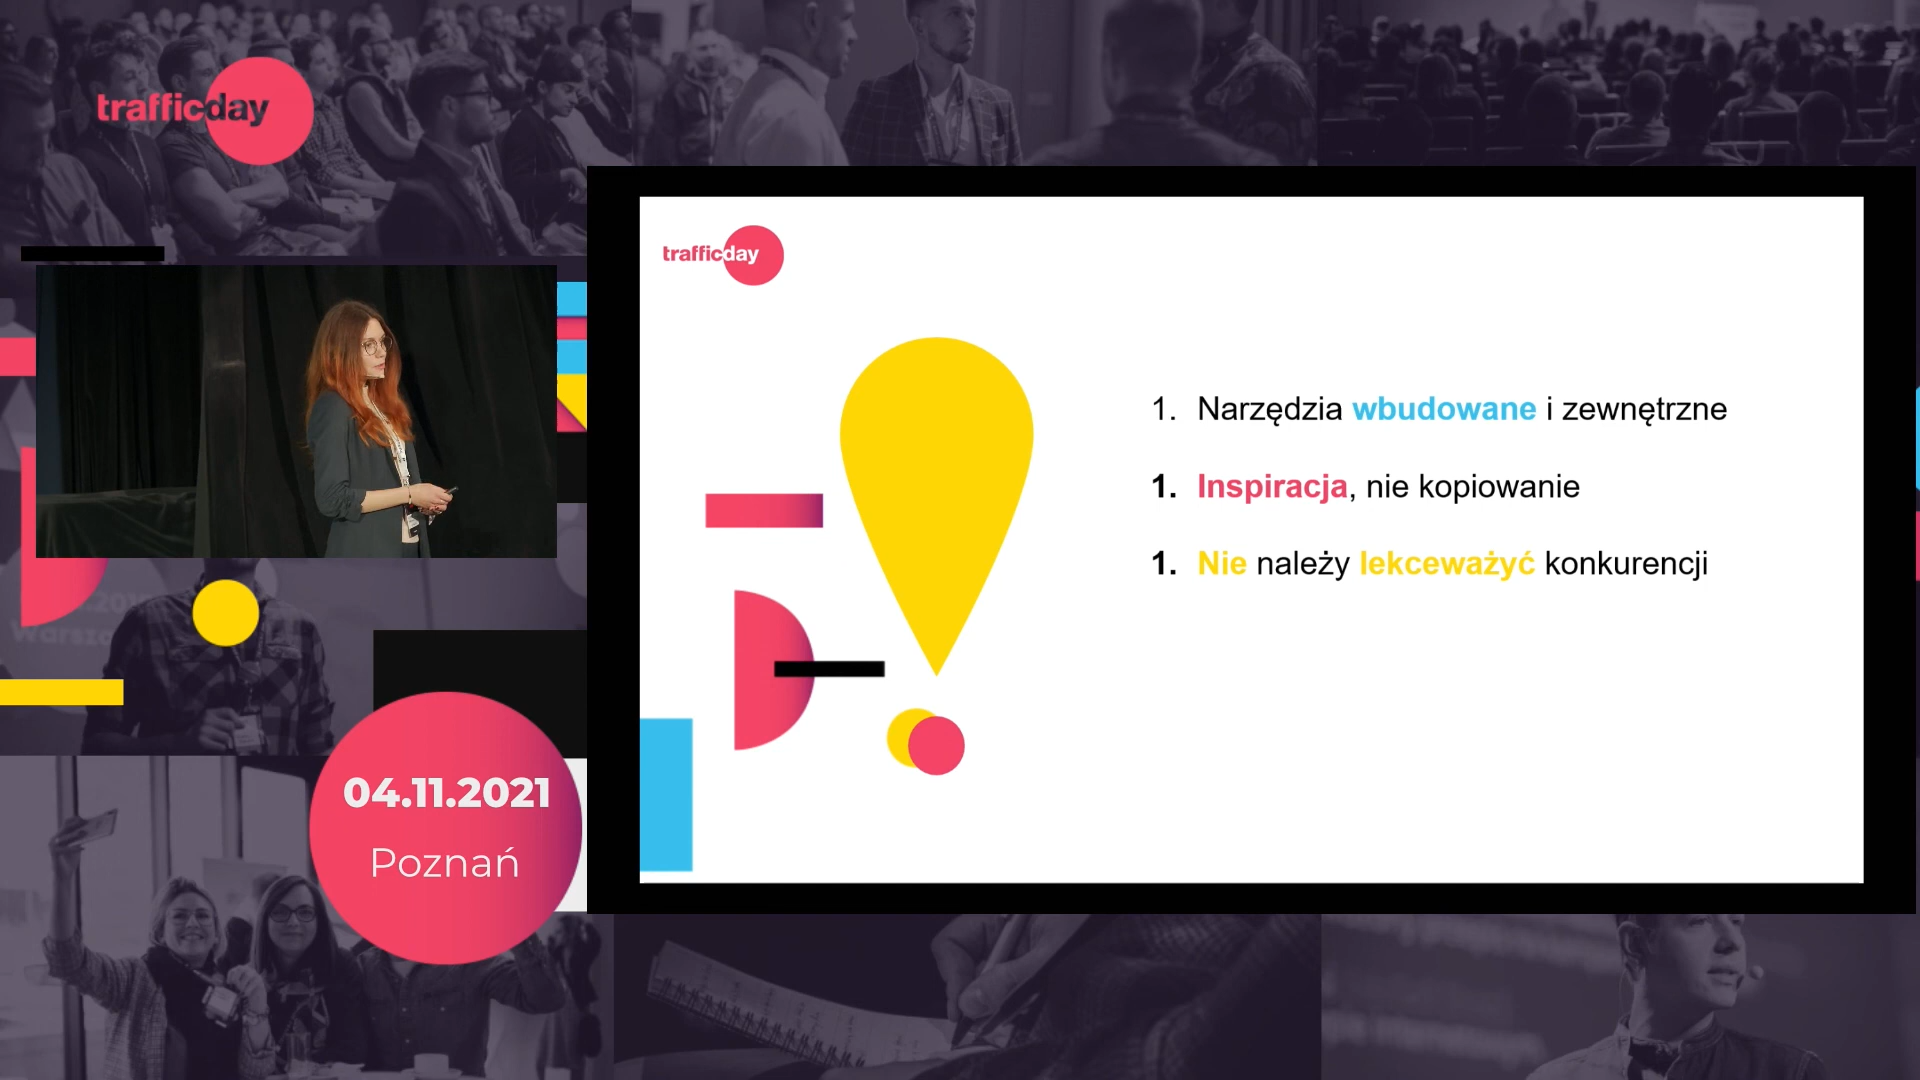 trafficday
trafficday
1. Narzędzia wbudowane i zewnętrzne
1. Inspiracja, nie kopiowanie
1. Nie należy lekceważyć konkurencji
04.11.2021
Poznań